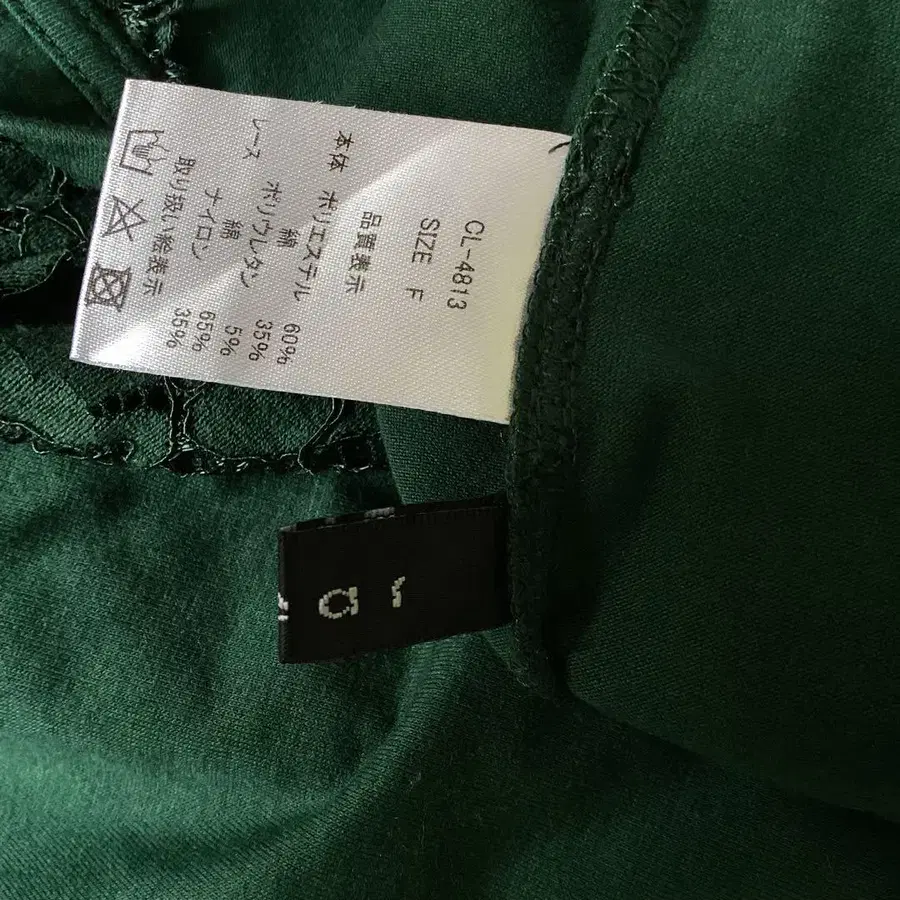 CL-4813
SIZE F
品質表示
本体 ポリエステル 60%
綿 35%
ポリウレタン 5%
レース 綿 65%
ナイロン 35%
取り扱い絵表示